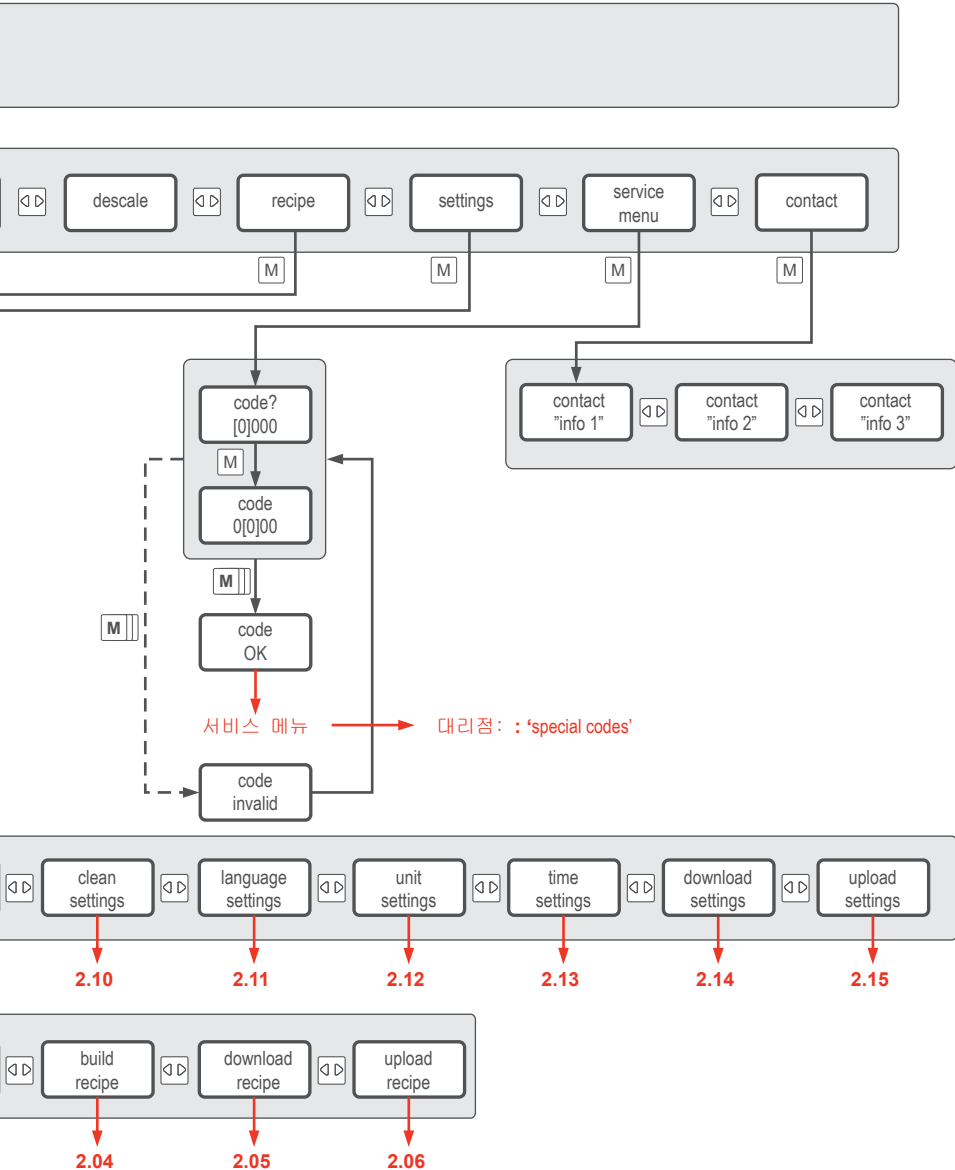 descale
recipe
settings
service
menu
contact
M
M
M
M
code?
[0]000
contact
"info 1"
contact
"info 2"
contact
"info 3"
M
code
0[0]00
M
M
code
OK
서비스 메뉴
대리점: : ‘special codes’
code
invalid
clean
settings
language
settings
unit
settings
time
settings
download
settings
upload
settings
2.10
2.11
2.12
2.13
2.14
2.15
build
recipe
download
recipe
upload
recipe
2.04
2.05
2.06